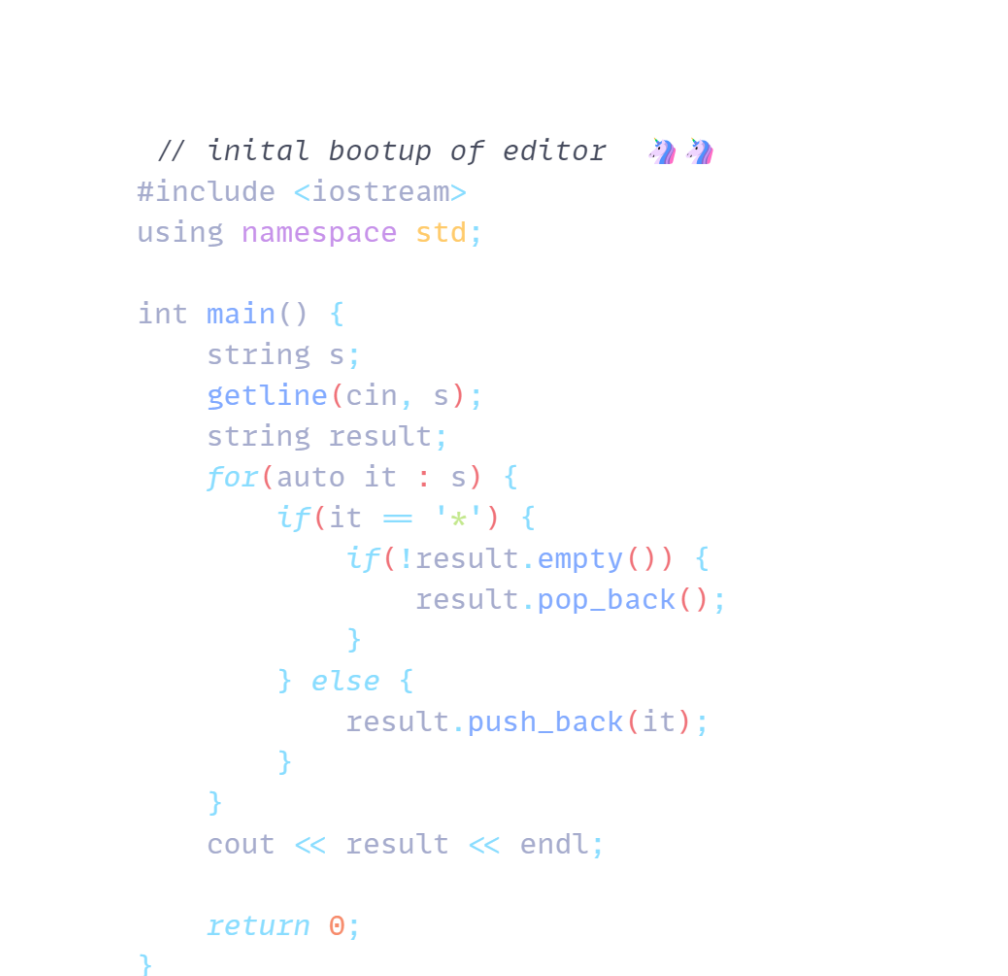 // inital bootup of editor 🦄🦄
#include <iostream>
using namespace std;

int main() {
    string s;
    getline(cin, s);
    string result;
    for(auto it : s) {
        if(it == '*') {
            if(!result.empty()) {
                result.pop_back();
            }
        } else {
            result.push_back(it);
        }
    }
    cout << result << endl;

    return 0;
}